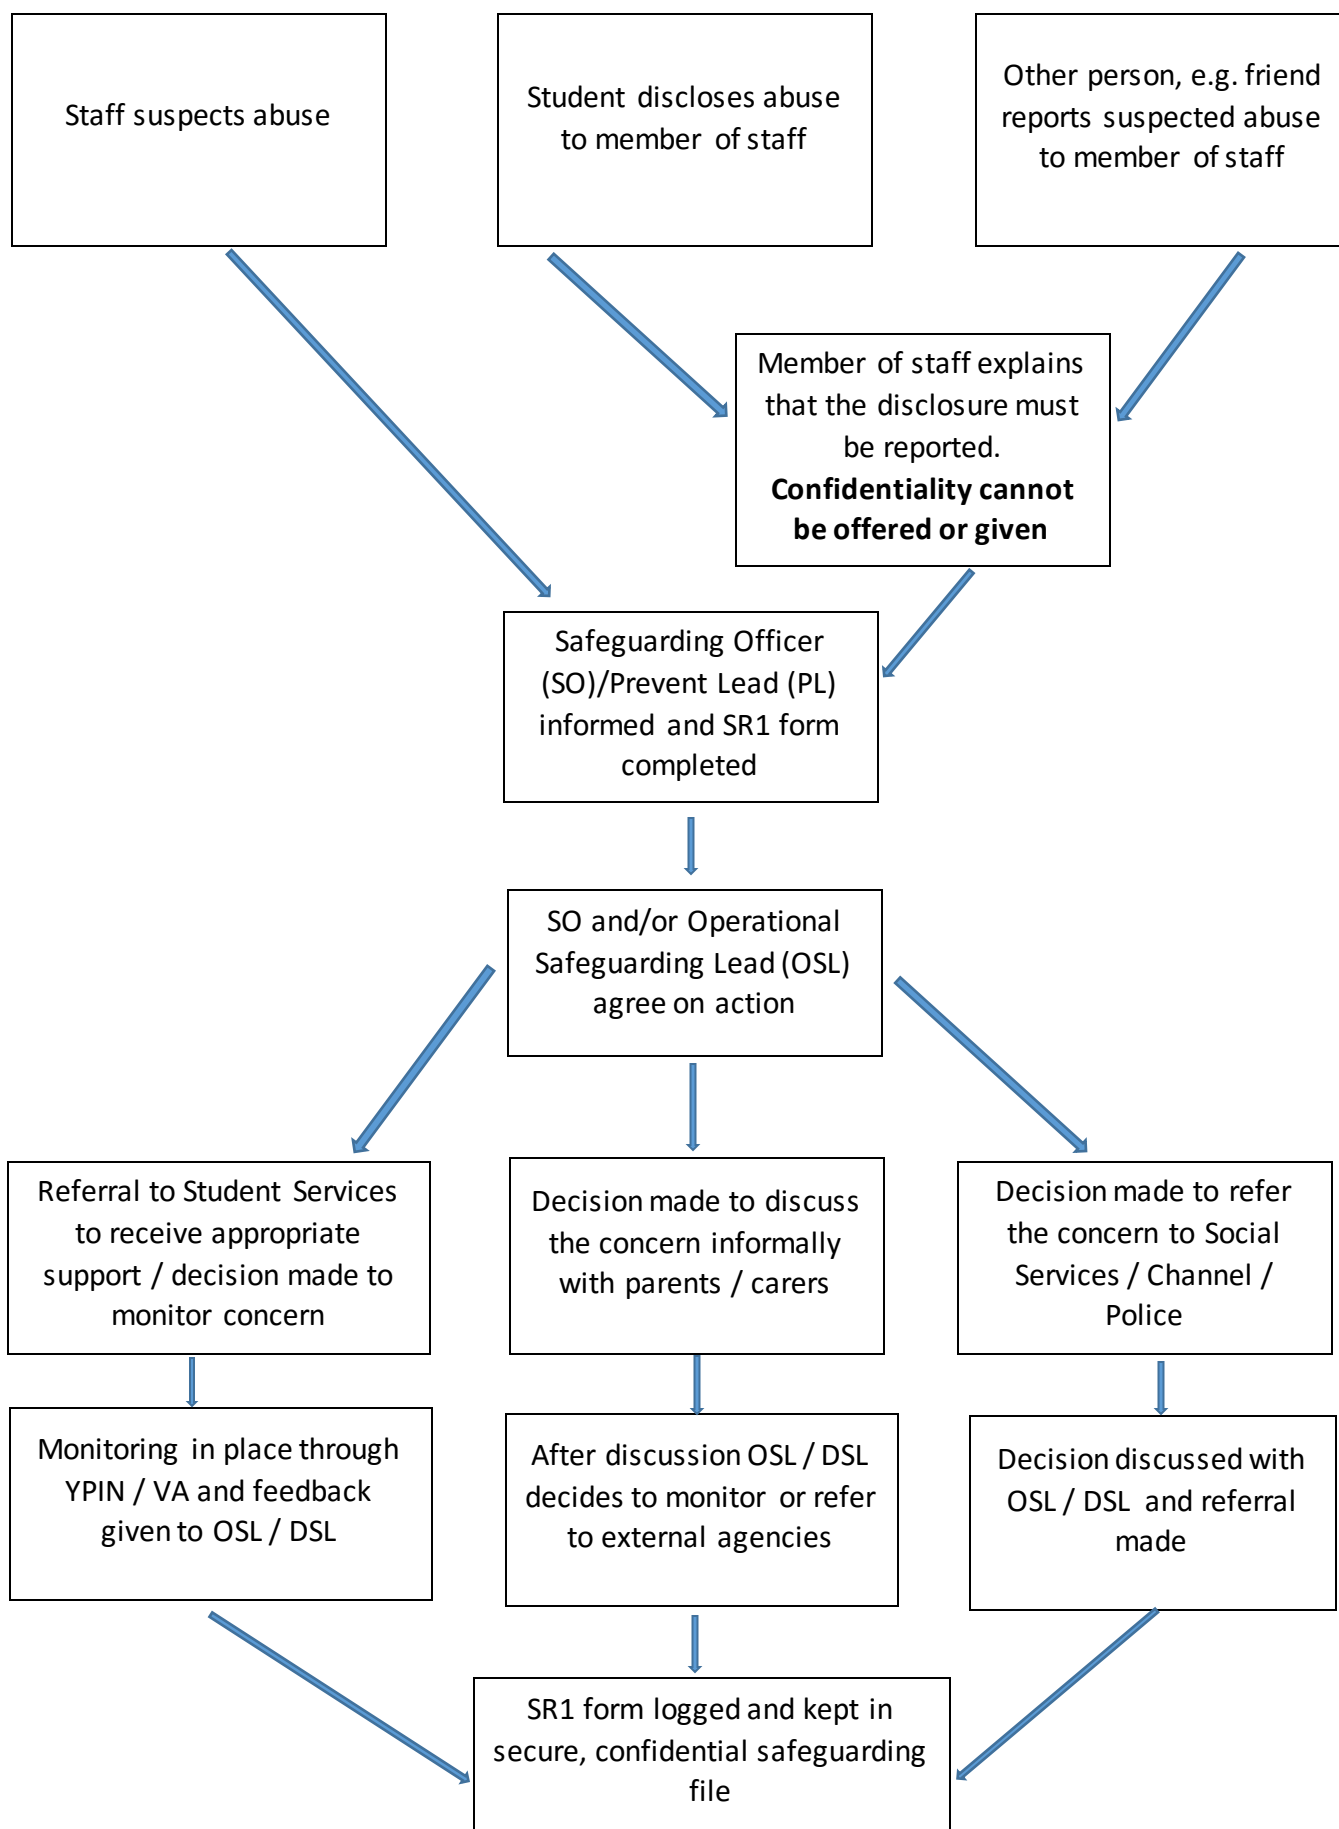 Staff suspects abuse
Student discloses abuse
to member of staff
Other person, e.g. friend
reports suspected abuse
to member of staff
Member of staff explains
that the disclosure must
be reported.
Confidentiality cannot
be offered or given
Safeguarding Officer
(SO)/Prevent Lead (PL)
informed and SR1 form
completed
SO and/or Operational
Safeguarding Lead (OSL)
agree on action
Referral to Student Services
to receive appropriate
support / decision made to
monitor concern
Decision made to discuss
the concern informally
with parents / carers
Decision made to refer
the concern to Social
Services / Channel /
Police
Monitoring in place through
YPIN / VA and feedback
given to OSL / DSL
After discussion OSL / DSL
decides to monitor or refer
to external agencies
Decision discussed with
OSL / DSL and referral
made
SR1 form logged and kept in
secure, confidential safeguarding
file